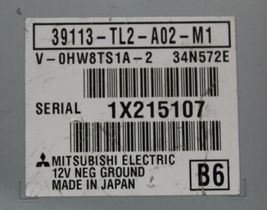 39113-TL2-A02-M1
V-0HW8TS1A-2 34N572E
SERIAL 1X215107
MITSUBISHI ELECTRIC
12V NEG GROUND
MADE IN JAPAN
B6